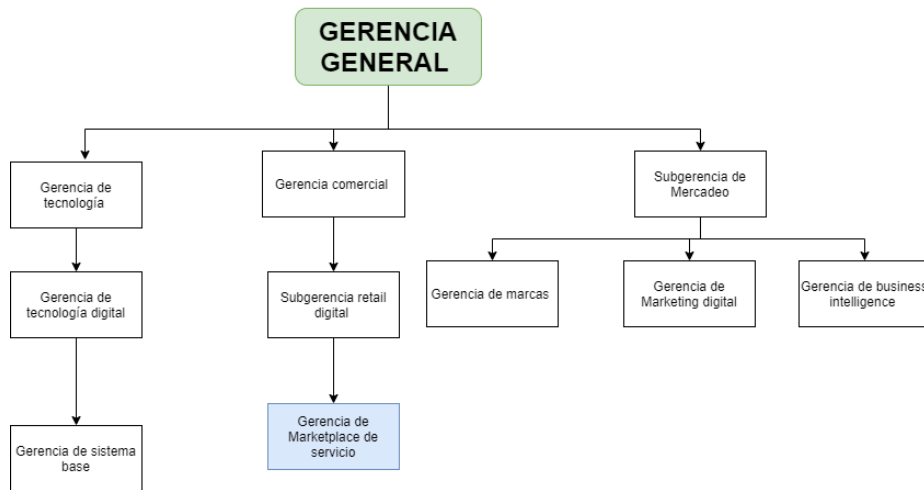 GERENCIA
GENERAL
Gerencia de
tecnología
Gerencia comercial
Subgerencia de
Mercadeo
Gerencia de
tecnología digital
Subgerencia retail
digital
Gerencia de marcas
Gerencia de
Marketing digital
Gerencia de business
intelligence
Gerencia de sistema
base
Gerencia de
Marketplace de
servicio